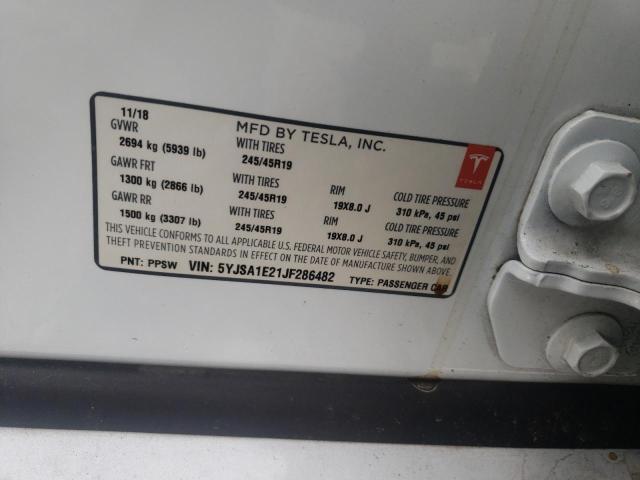 11/18
GVWR
2694 kg (5939 lb)
GAWR FRT
1300 kg (2866 lb)
GAWR RR
1500 kg (3307 lb)
MFD BY TESLA, INC.
WITH TIRES
245/45R19
WITH TIRES
245/45R19
WITH TIRES
245/45R19
RIM
19X8.0 J
RIM
19X8.0 J
COLD TIRE PRESSURE
310 kPa, 45 psi
COLD TIRE PRESSURE
310 kPa, 45 psi
TESLA
THIS VEHICLE CONFORMS TO ALL APPLICABLE U.S. FEDERAL MOTOR VEHICLE SAFETY, BUMPER, AND
THEFT PREVENTION STANDARDS IN EFFECT ON THE DATE OF MANUFACTURE SHOWN ABOVE.
PNT: PPSW VIN: 5YJSA1E21JF286482 TYPE: PASSENGER CAR